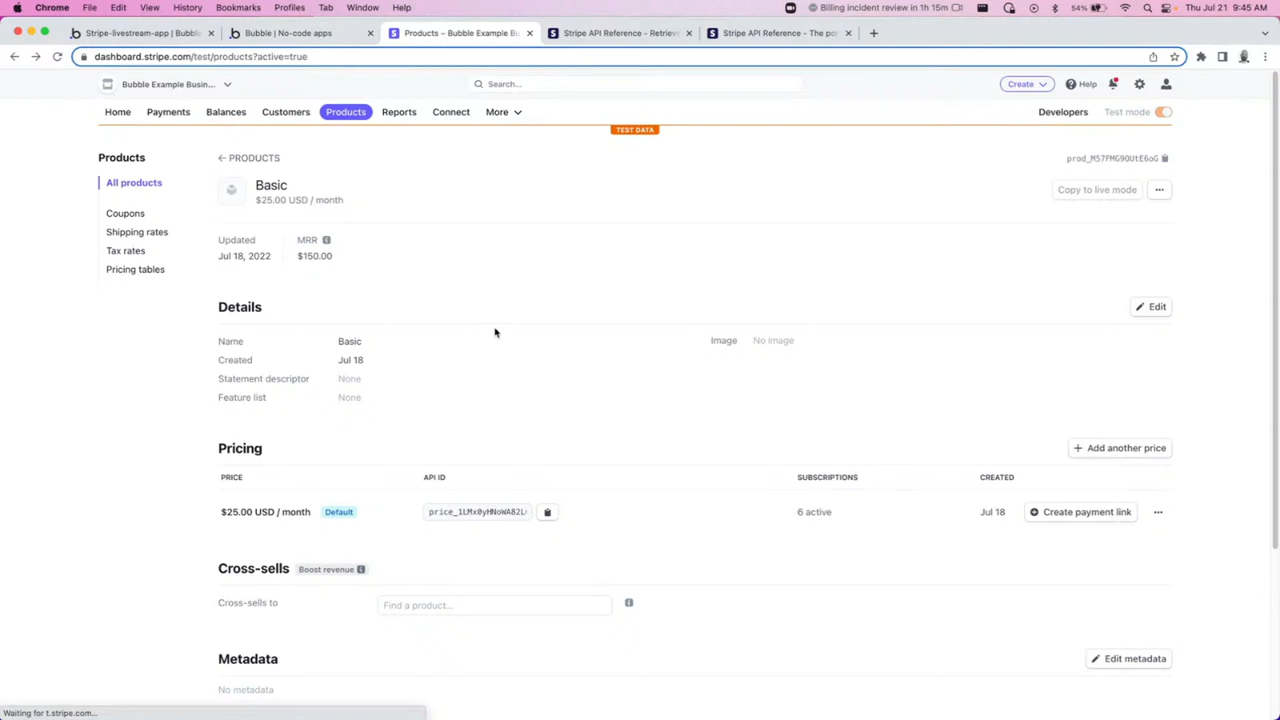 Chrome File Edit View History Bookmarks Profiles Tab Window Help Billing incident review in 1h 15m 54% Thu Jul 21 9:45 AM
Stripe-livestream-app | Bubble Bubble | No-code apps Products – Bubble Example Bu Stripe API Reference - Retrieve Stripe API Reference - The po
dashboard.stripe.com/test/products?active=true
Bubble Example Busin... Search... Create Help
Home Payments Balances Customers Products Reports Connect More Developers Test mode
TEST DATA
Products
All products
Coupons
Shipping rates
Tax rates
Pricing tables
PRODUCTS
Basic
$25.00 USD / month
Copy to live mode
Updated MRR
Jul 18, 2022 $150.00
Details Edit
Name Basic Image No image
Created Jul 18
Statement descriptor None
Feature list None
Pricing Add another price
PRICE API ID SUBSCRIPTIONS CREATED
$25.00 USD / month Default 6 active Jul 18 Create payment link
Cross-sells Boost revenue
Cross-sells to Find a product...
Metadata Edit metadata
No metadata
Waiting for t.stripe.com...